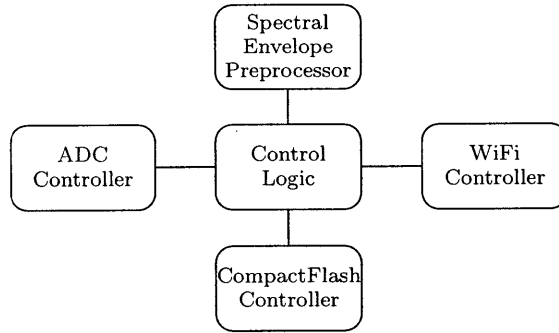 Spectral
Envelope
Preprocessor
ADC
Controller
Control
Logic
WiFi
Controller
CompactFlash
Controller